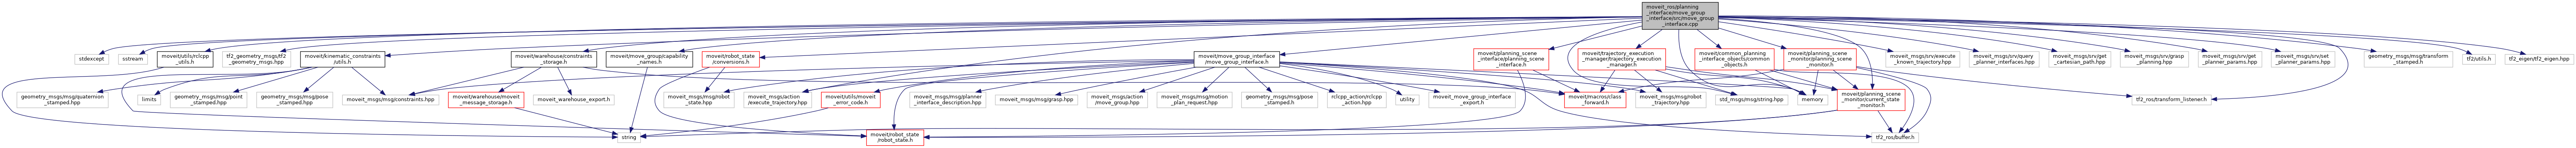 moveit_ros/planning
_interface/move_group
_interface/src/move_group
_interface.cpp
stdexcept
sstream
moveit/utils/rclcpp
_utils.h
tf2_geometry_msgs/tf2
_geometry_msgs.hpp
moveit/kinematic_constraints
/utils.h
moveit/warehouse/constraints
_storage.h
moveit/move_group/capability
_names.h
moveit/robot_state
/conversions.h
moveit/move_group_interface
/move_group_interface.h
moveit/planning_scene
_interface/planning_scene
_interface.h
moveit/trajectory_execution
_manager/trajectory_execution
_manager.h
moveit/common_planning
_interface_objects/common
_objects.h
moveit/planning_scene
_monitor/planning_scene
_monitor.h
moveit_msgs/srv/execute
_known_trajectory.hpp
moveit_msgs/srv/query
_planner_interfaces.hpp
moveit_msgs/srv/get
_cartesian_path.hpp
moveit_msgs/srv/grasp
_planning.hpp
moveit_msgs/srv/get
_planner_params.hpp
moveit_msgs/srv/set
_planner_params.hpp
geometry_msgs/msg/transform
_stamped.h
tf2/utils.h
tf2_eigen/tf2_eigen.hpp
geometry_msgs/msg/quaternion
_stamped.hpp
limits
geometry_msgs/msg/point
_stamped.hpp
geometry_msgs/msg/pose
_stamped.hpp
moveit_msgs/msg/constraints.hpp
moveit/warehouse/moveit
_message_storage.h
moveit_warehouse_export.h
moveit_msgs/msg/robot
_state.hpp
moveit_msgs/action
/execute_trajectory.hpp
moveit/utils/moveit
_error_code.h
moveit_msgs/msg/planner
_interface_description.hpp
moveit_msgs/msg/grasp.hpp
moveit_msgs/action
/move_group.hpp
moveit_msgs/msg/motion
_plan_request.hpp
geometry_msgs/msg/pose
_stamped.h
rclcpp_action/rclcpp
_action.hpp
utility
moveit_move_group_interface
_export.h
moveit/macros/class
_forward.h
moveit_msgs/msg/robot
_trajectory.hpp
std_msgs/msg/string.hpp
memory
moveit/planning_scene
_monitor/current_state
_monitor.h
tf2_ros/transform_listener.h
string
moveit/robot_state
/robot_state.h
tf2_ros/buffer.h